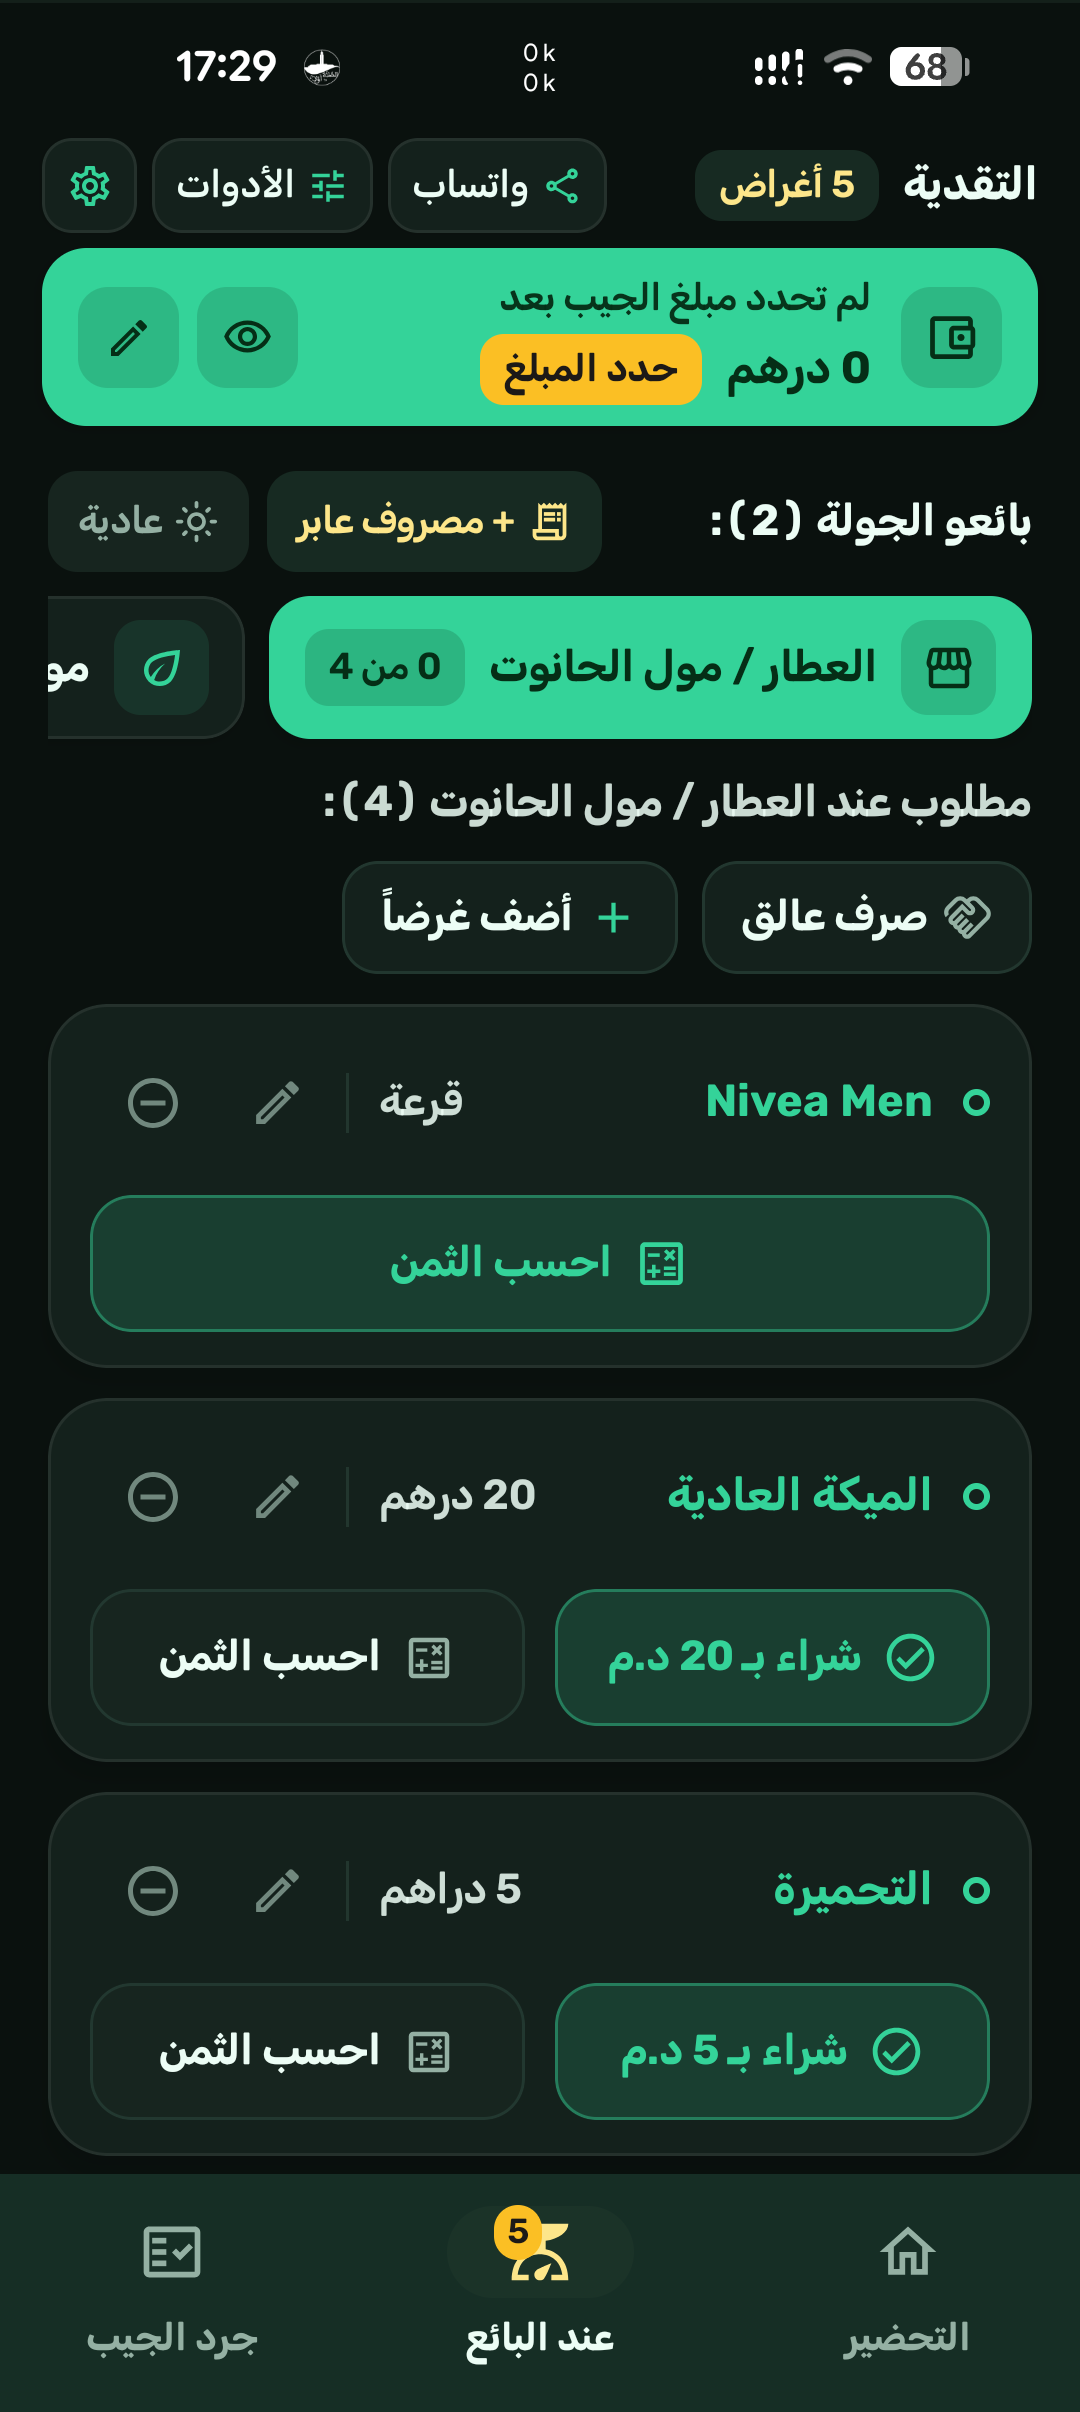 17:29
0 k
0 k
68
التقدية
5 أغراض
واتساب
الأدوات
لم تحدد مبلغ الجيب بعد
0 درهم
حدد المبلغ
بائعو الجولة (2):
+ مصروف عابر
عادية
العطار / مول الحانوت
0 من 4
مو
مطلوب عند العطار / مول الحانوت (4):
صرف عالق
أضف غرضاً
Nivea Men
قرعة
احسب الثمن
الميكة العادية
20 درهم
شراء بـ 20 د.م
احسب الثمن
التحميرة
5 دراهم
شراء بـ 5 د.م
احسب الثمن
التحضير
5
عند البائع
جرد الجيب